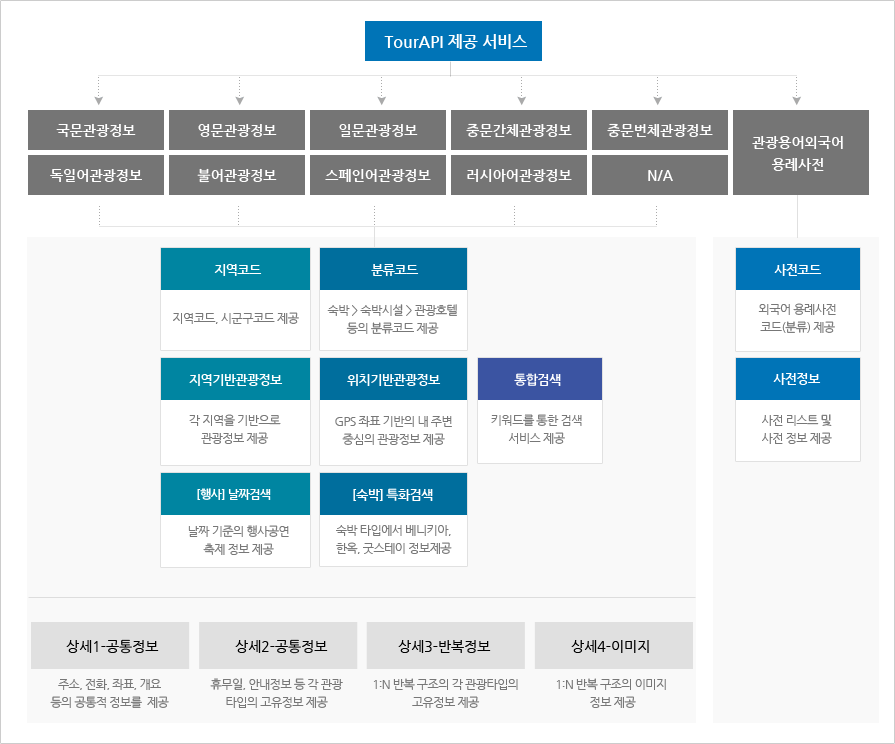 TourAPI 제공 서비스
국문관광정보
영문관광정보
일문관광정보
중문간체관광정보
중문번체관광정보
관광용어외국어
용례사전
독일어관광정보
불어관광정보
스페인어관광정보
러시아어관광정보
N/A
지역코드
지역코드, 시군구코드 제공
분류코드
숙박 > 숙박시설 > 관광호텔
등의 분류코드 제공
사전코드
외국어 용례사전
코드(분류) 제공
지역기반관광정보
각 지역을 기반으로
관광정보 제공
위치기반관광정보
GPS 좌표 기반의 내 주변
중심의 관광정보 제공
통합검색
키워드를 통한 검색
서비스 제공
사전정보
사전 리스트 및
사전 정보 제공
[행사] 날짜검색
날짜 기준의 행사공연
축제 정보 제공
[숙박] 특화검색
숙박 타입에서 베니키아,
한옥, 굿스테이 정보제공
상세1-공통정보
주소, 전화, 좌표, 개요
등의 공통적 정보를 제공
상세2-공통정보
휴무일, 안내정보 등 각 관광
타입의 고유정보 제공
상세3-반복정보
1:N 반복 구조의 각 관광타입의
고유정보 제공
상세4-이미지
1:N 반복 구조의 이미지
정보 제공